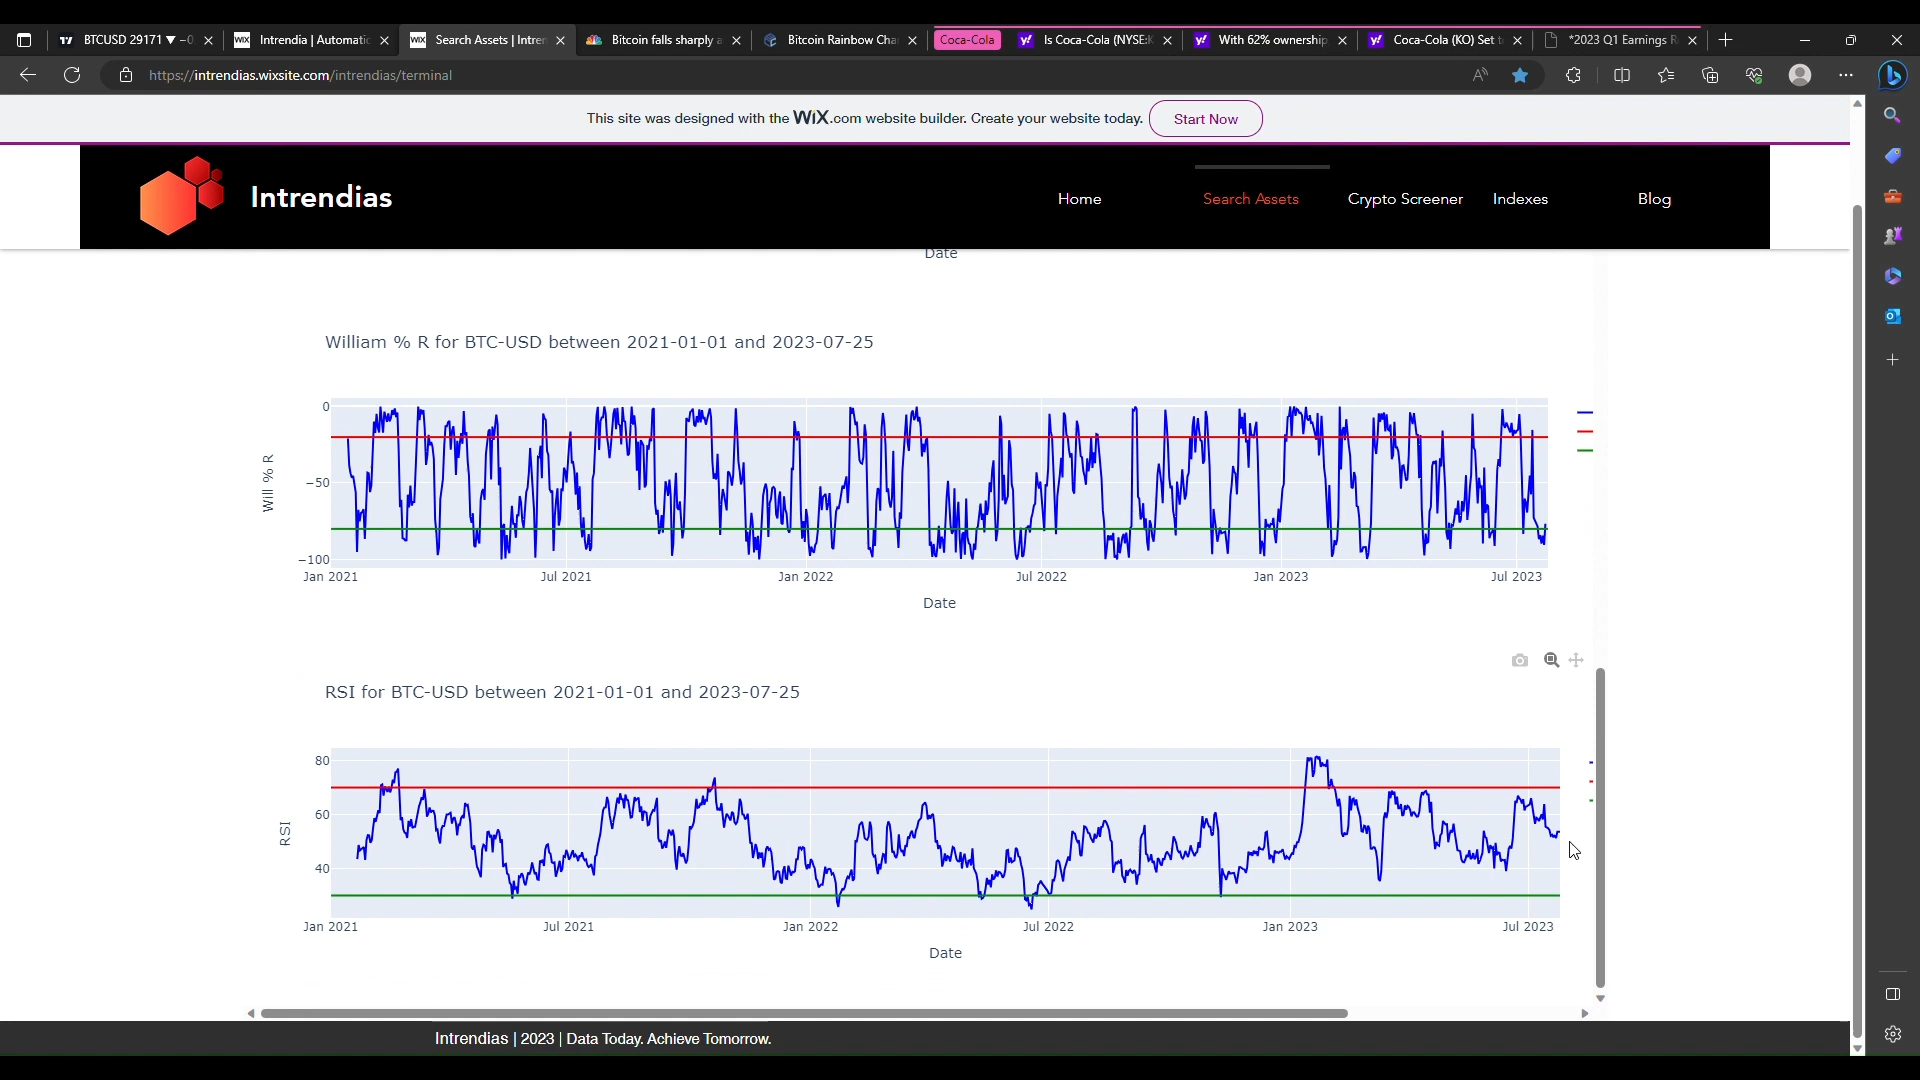 BTCUSD 29171 ▼ −0
Intrendia | Automatic
Search Assets | Intren
Bitcoin falls sharply a
Bitcoin Rainbow Cha
Coca-Cola
Is Coca-Cola (NYSE:K
With 62% ownership
Coca-Cola (KO) Set t
*2023 Q1 Earnings R
https://intrendias.wixsite.com/intrendias/terminal
This site was designed with the WiX.com website builder. Create your website today.
Start Now
Intrendias
Home
Search Assets
Crypto Screener
Indexes
Blog
Date
William % R for BTC-USD between 2021-01-01 and 2023-07-25
0
−50
−100
Will % R
Jan 2021
Jul 2021
Jan 2022
Jul 2022
Jan 2023
Jul 2023
Date
RSI for BTC-USD between 2021-01-01 and 2023-07-25
80
60
40
RSI
Jan 2021
Jul 2021
Jan 2022
Jul 2022
Jan 2023
Jul 2023
Date
Intrendias | 2023 | Data Today. Achieve Tomorrow.